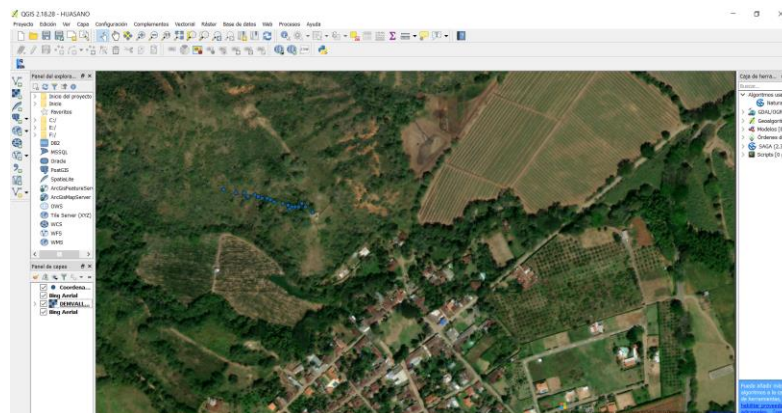 QGIS 2.18.28 - HUASANO
Proyecto Edición Ver Capa Configuración Complementos Vectorial Ráster Base de datos Web Procesos Ayuda
Panel del explora...
Inicio del proyecto
Inicio
Favoritos
C:/
E:/
F:/
DB2
MSSQL
Oracle
PostGIS
SpatiaLite
ArcGisFeatureSer
ArcGisMapServer
OWS
Tile Server (XYZ)
WCS
WFS
WMS
Panel de capas
Coordena...
Bing Aerial
DEMVALL...
Bing Aerial
Caja de herra...
Buscar...
Algoritmos usa
GDAL/OGR
Geoalgorit
Modelos [
SAGA (2.3
Scripts [0